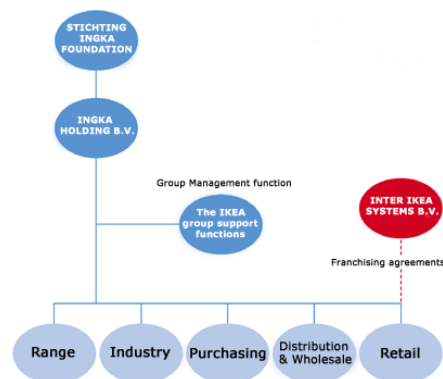 STICHTING
INGKA
FOUNDATION
INGKA
HOLDING B.V.
Group Management function
The IKEA
group support
functions
INTER IKEA
SYSTEMS B.V.
Franchising agreements
Range
Industry
Purchasing
Distribution
& Wholesale
Retail